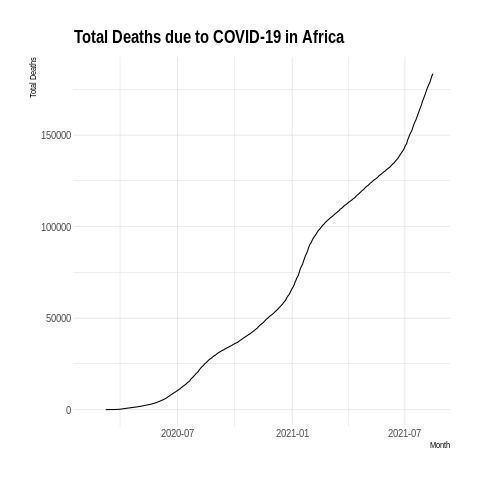 Total Deaths due to COVID-19 in Africa
Total Deaths
150000
100000
50000
0
2020-07 2021-01 2021-07
Month